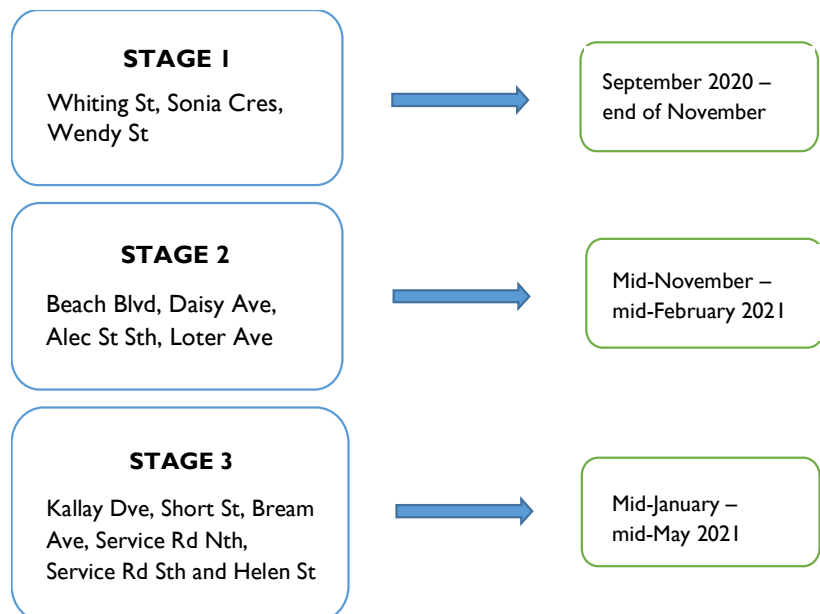 STAGE 1
Whiting St, Sonia Cres,
Wendy St
September 2020 –
end of November
STAGE 2
Beach Blvd, Daisy Ave,
Alec St Sth, Loter Ave
Mid-November –
mid-February 2021
STAGE 3
Kallay Dve, Short St, Bream
Ave, Service Rd Nth,
Service Rd Sth and Helen St
Mid-January –
mid-May 2021